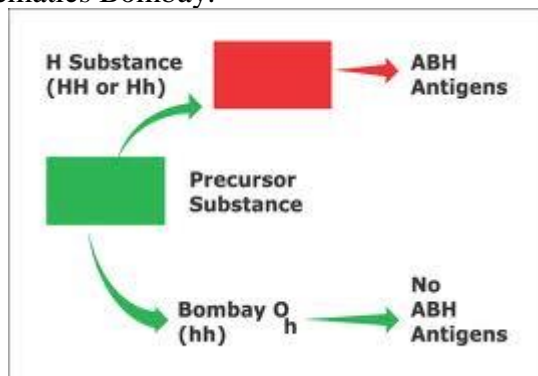 H Substance
(HH or Hh)
ABH
Antigens
Precursor
Substance
Bombay Oh
(hh)
No
ABH
Antigens